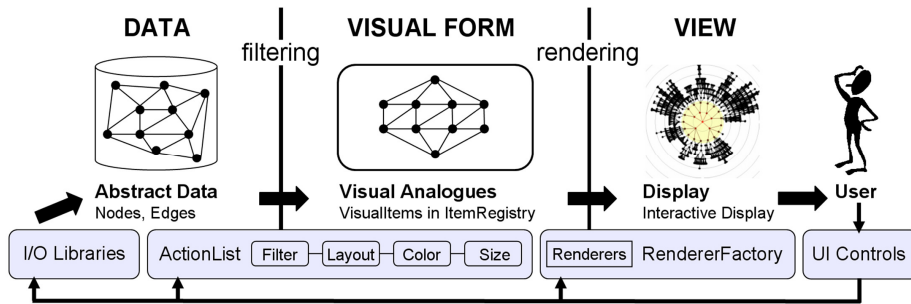 DATA
VISUAL FORM
VIEW
filtering
rendering
Abstract Data
Visual Analogues
Display
User
Nodes, Edges
VisualItems in ItemRegistry
Interactive Display
I/O Libraries
ActionList
Filter
Layout
Color
Size
Renderers
RendererFactory
UI Controls